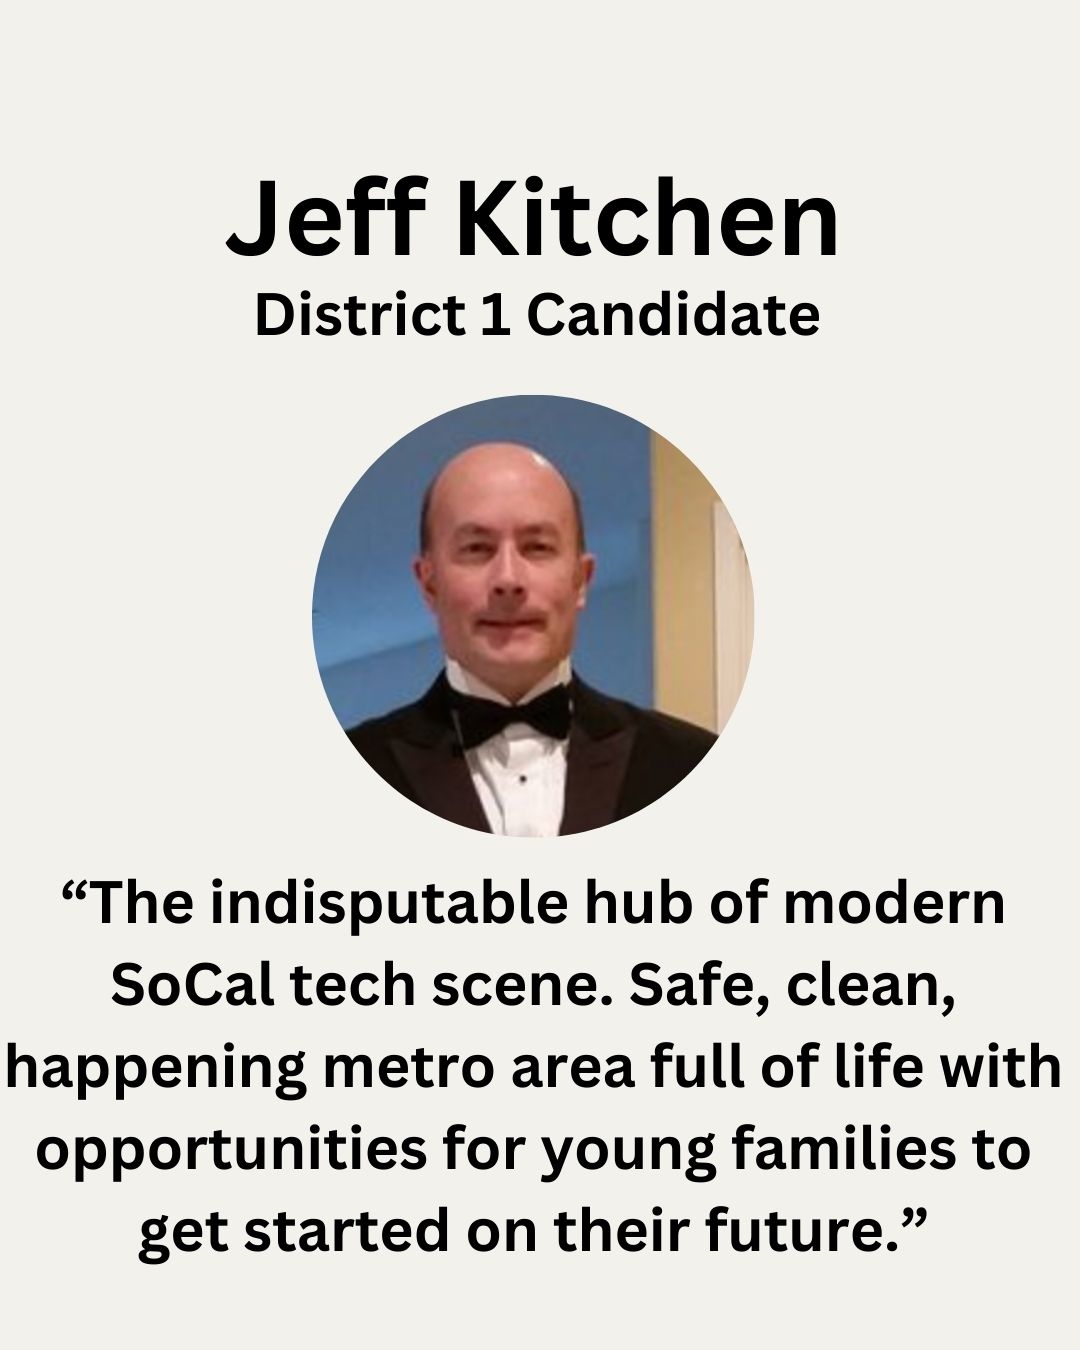 Jeff Kitchen
District 1 Candidate
“The indisputable hub of modern
SoCal tech scene. Safe, clean,
happening metro area full of life with
opportunities for young families to
get started on their future.”